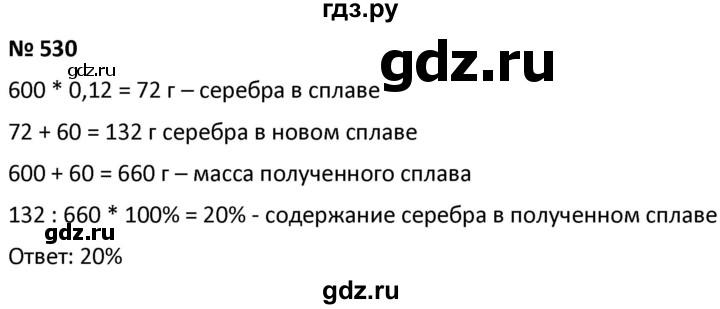 гдз.ру
№ 530
gdz.ru
gdz.ru
600 * 0,12 = 72 г – серебра в сплаве
72 + 60 = 132 г серебра в новом сплаве
600 + 60 = 660 г – масса полученного сплава
132 : 660 * 100% = 20% - содержание серебра в полученном сплаве
gdz.ru
Ответ: 20%
gdz.ru